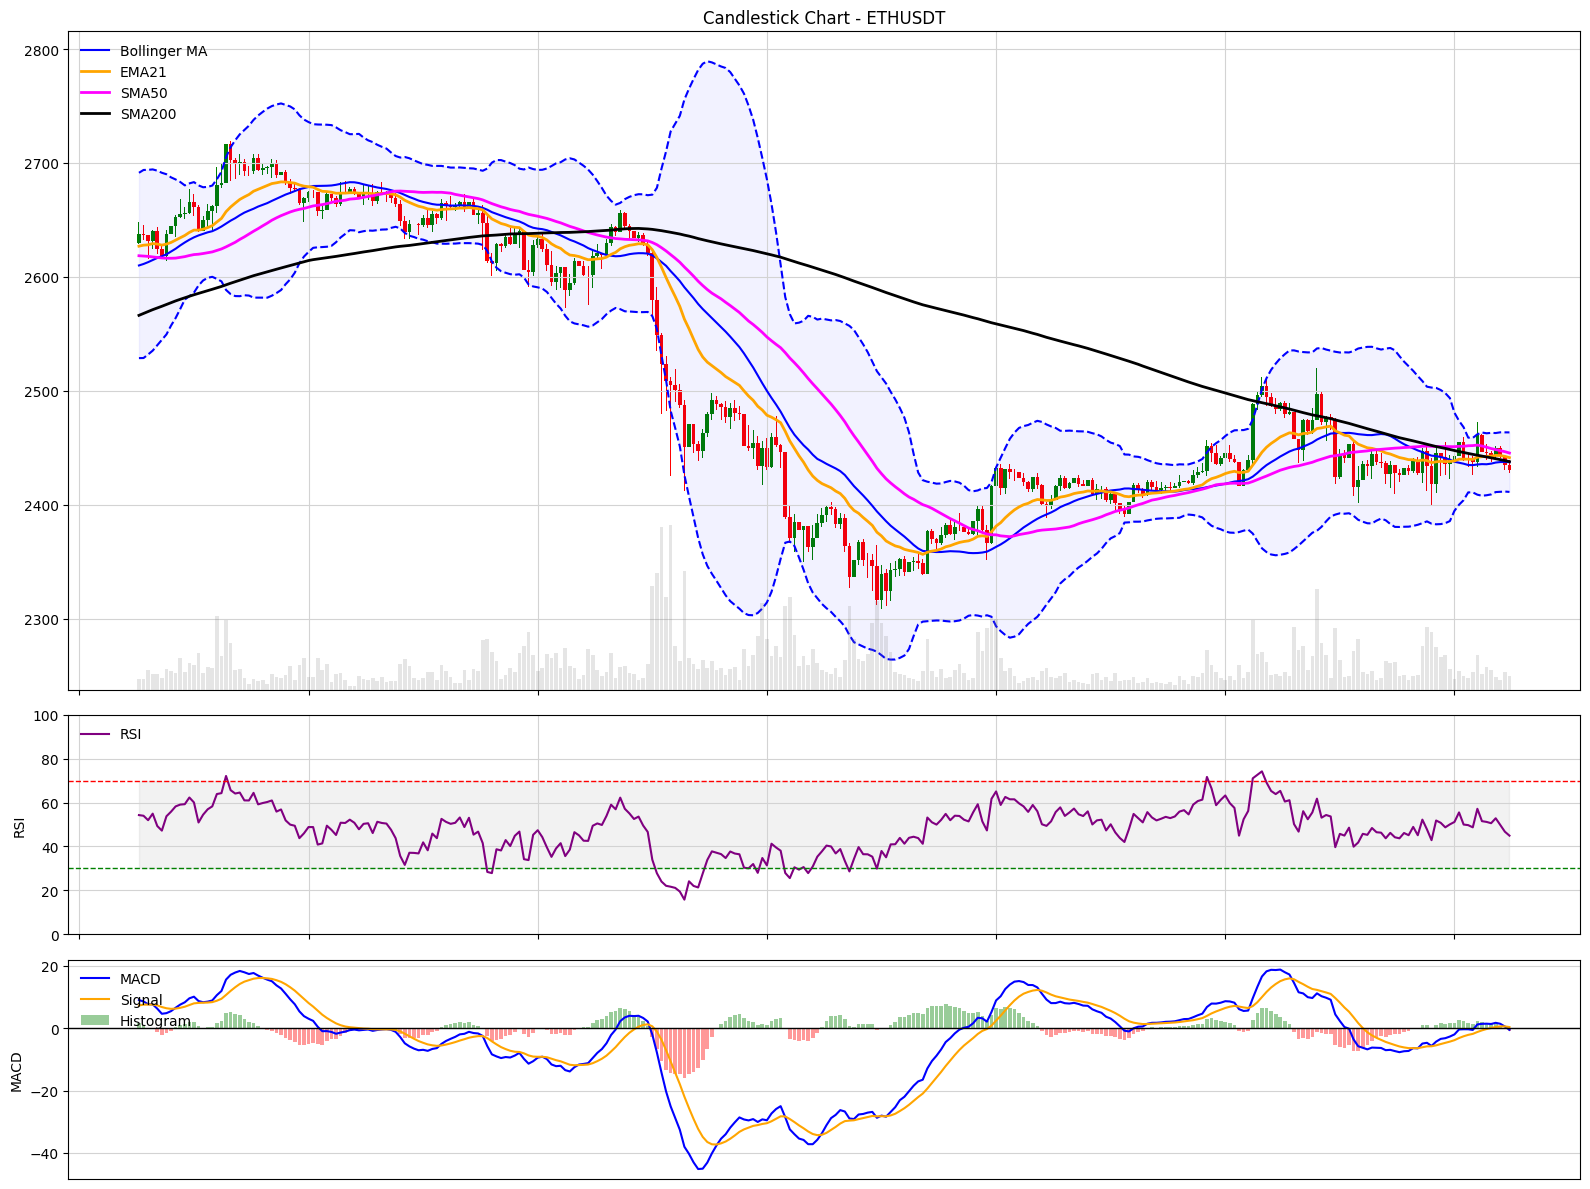 Candlestick Chart - ETHUSDT
2800
2700
2600
2500
2400
2300
Bollinger MA
EMA21
SMA50
SMA200
100
80
60
40
20
0
RSI
RSI
20
0
−20
−40
MACD
MACD
Signal
Histogram